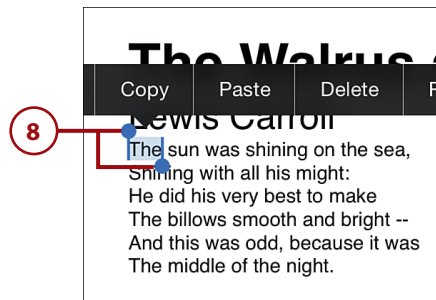 The Walrus
Copy Paste Delete
8
Lewis Carroll
The sun was shining on the sea,
Shining with all his might:
He did his very best to make
The billows smooth and bright --
And this was odd, because it was
The middle of the night.